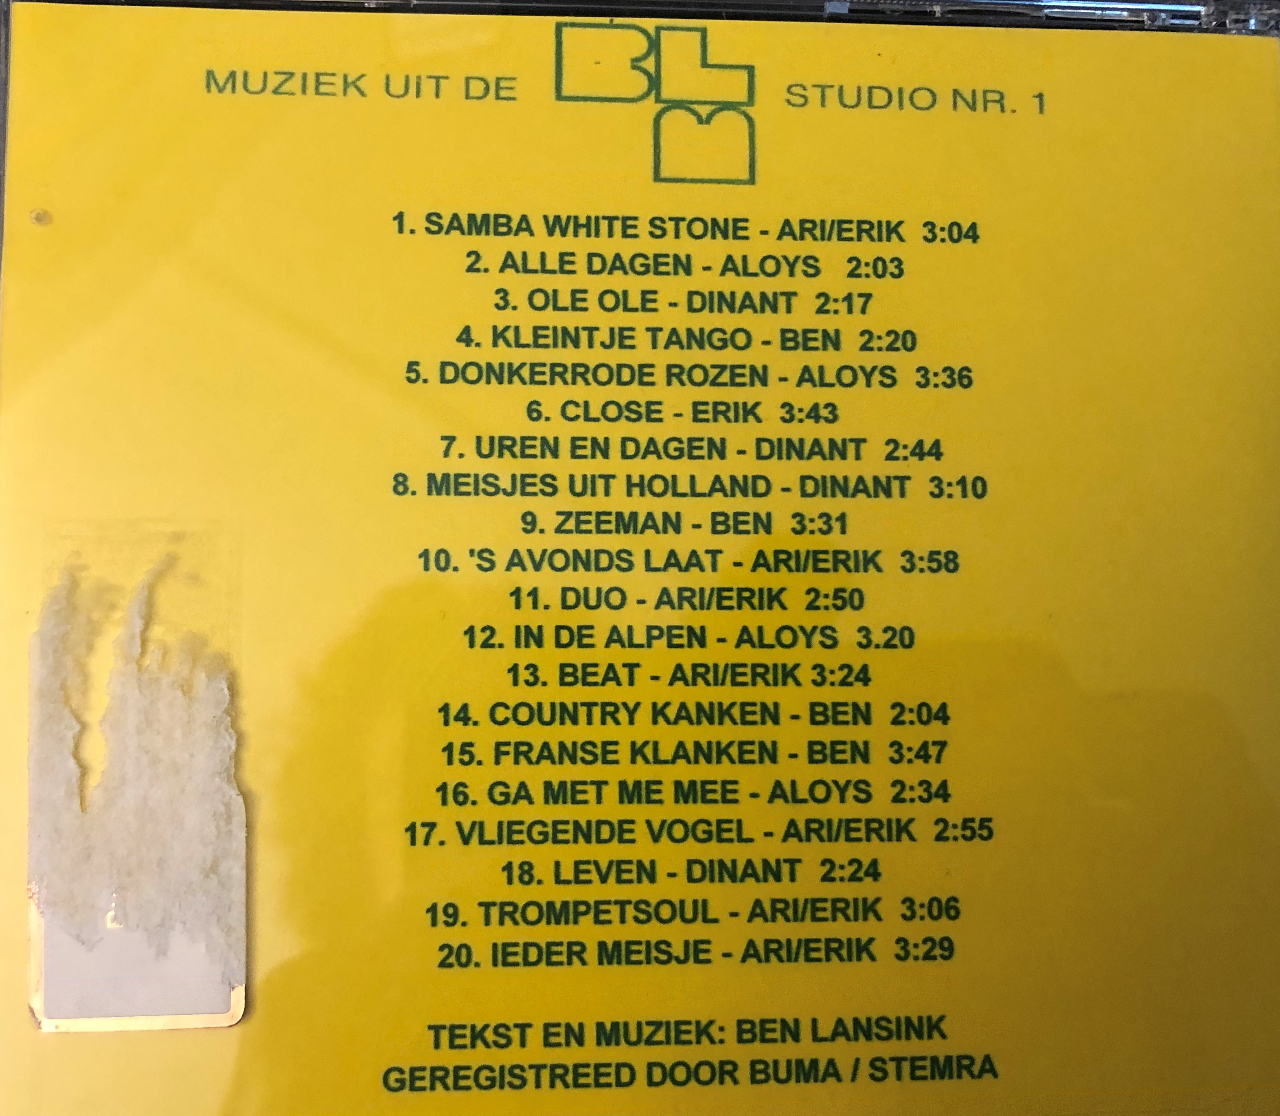 MUZIEK UIT DE BLM STUDIO NR. 1
1. SAMBA WHITE STONE - ARI/ERIK 3:04
2. ALLE DAGEN - ALOYS 2:03
3. OLE OLE - DINANT 2:17
4. KLEINTJE TANGO - BEN 2:20
5. DONKERRODE ROZEN - ALOYS 3:36
6. CLOSE - ERIK 3:43
7. UREN EN DAGEN - DINANT 2:44
8. MEISJES UIT HOLLAND - DINANT 3:10
9. ZEEMAN - BEN 3:31
10. 'S AVONDS LAAT - ARI/ERIK 3:58
11. DUO - ARI/ERIK 2:50
12. IN DE ALPEN - ALOYS 3.20
13. BEAT - ARI/ERIK 3:24
14. COUNTRY KANKEN - BEN 2:04
15. FRANSE KLANKEN - BEN 3:47
16. GA MET ME MEE - ALOYS 2:34
17. VLIEGENDE VOGEL - ARI/ERIK 2:55
18. LEVEN - DINANT 2:24
19. TROMPETSOUL - ARI/ERIK 3:06
20. IEDER MEISJE - ARI/ERIK 3:29
TEKST EN MUZIEK: BEN LANSINK
GEREGISTREED DOOR BUMA / STEMRA